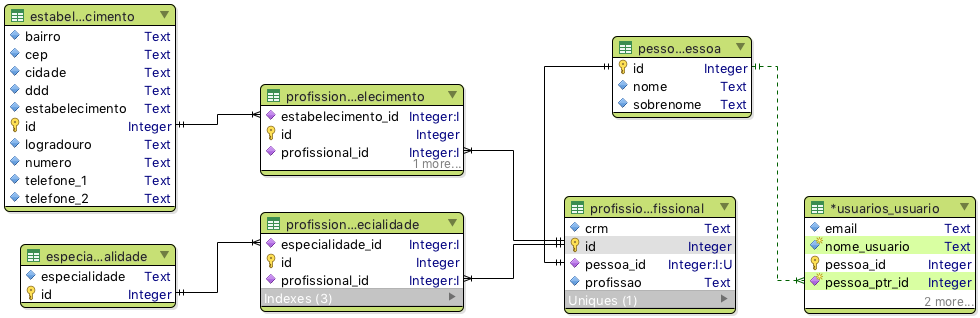 estabel...cimento
bairro Text
cep Text
cidade Text
ddd Text
estabelecimento Text
id Integer
logradouro Text
numero Text
telefone_1 Text
telefone_2 Text
especia...alidade
especialidade Text
id Integer
profission...elecimento
estabelecimento_id Integer:I
id Integer
profissional_id Integer:I
1 more...
profission...ecialidade
especialidade_id Integer:I
id Integer
profissional_id Integer:I
Indexes (3)
pesso...essoa
id Integer
nome Text
sobrenome Text
profissio...fissional
crm Text
id Integer
pessoa_id Integer:I:U
profissao Text
Uniques (1)
*usuarios_usuario
email Text
nome_usuario Text
pessoa_id Integer
pessoa_ptr_id Integer
2 more...